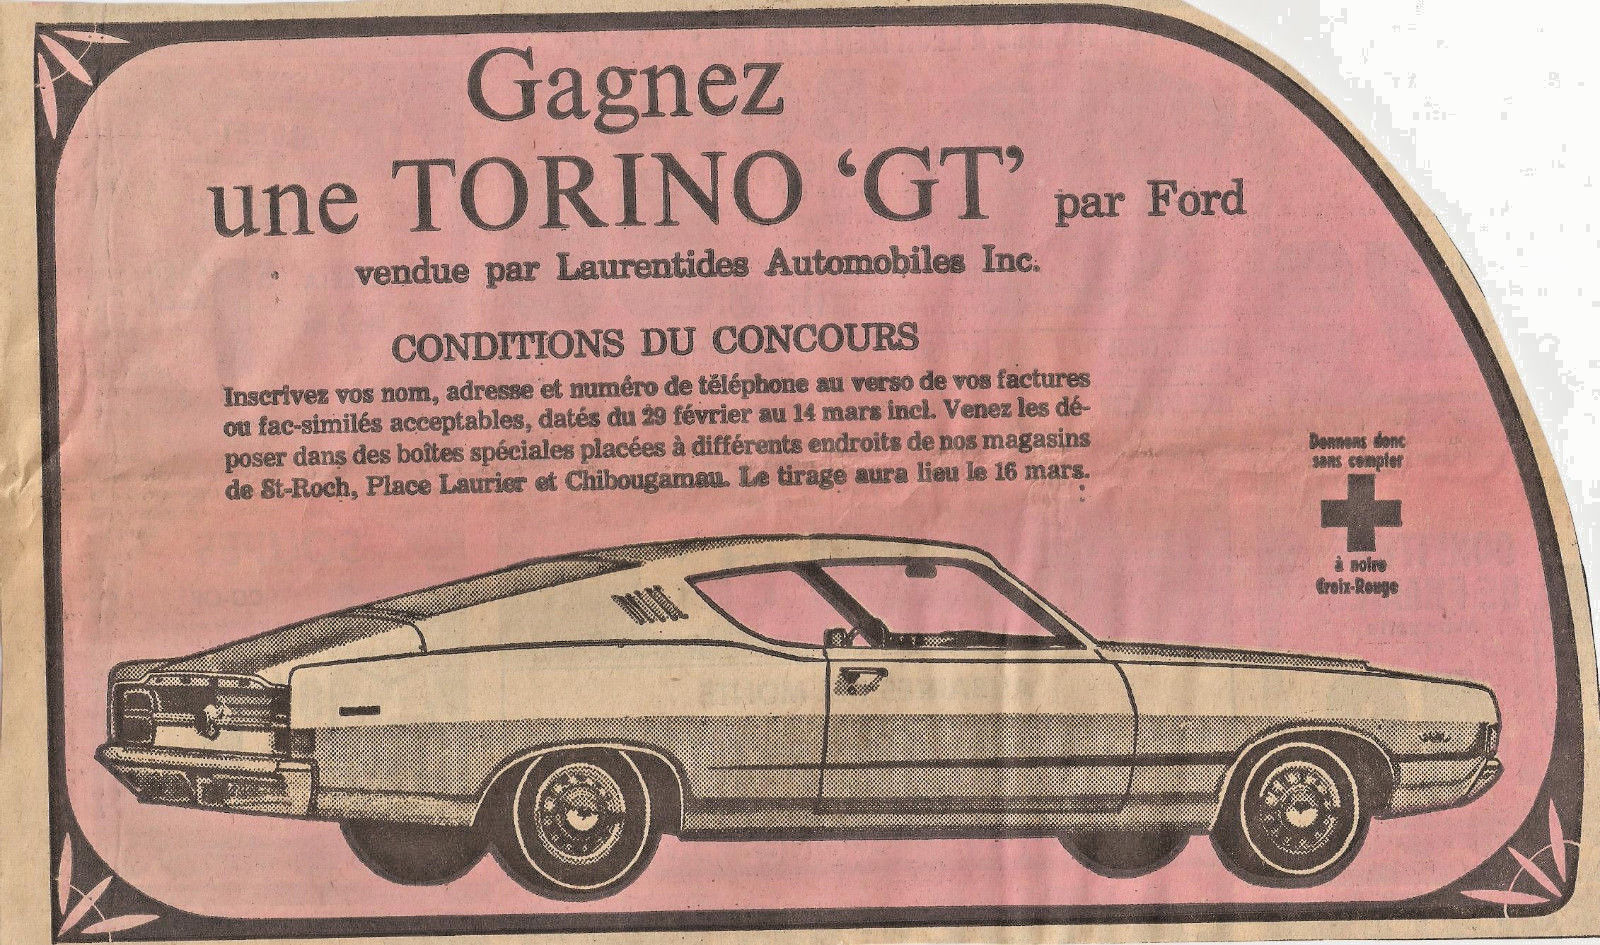 Gagnez
une TORINO ‘GT’ par Ford
vendue par Laurentides Automobiles Inc.
CONDITIONS DU CONCOURS
Inscrivez vos nom, adresse et numéro de téléphone au verso de vos factures
ou fac-similés acceptables, datés du 29 février au 14 mars incl. Venez les dé-
poser dans des boîtes spéciales placées à différents endroits de nos magasins
de St-Roch, Place Laurier et Chibougamau. Le tirage aura lieu le 16 mars.
Donnons donc
sans compter
à notre
Croix-Rouge